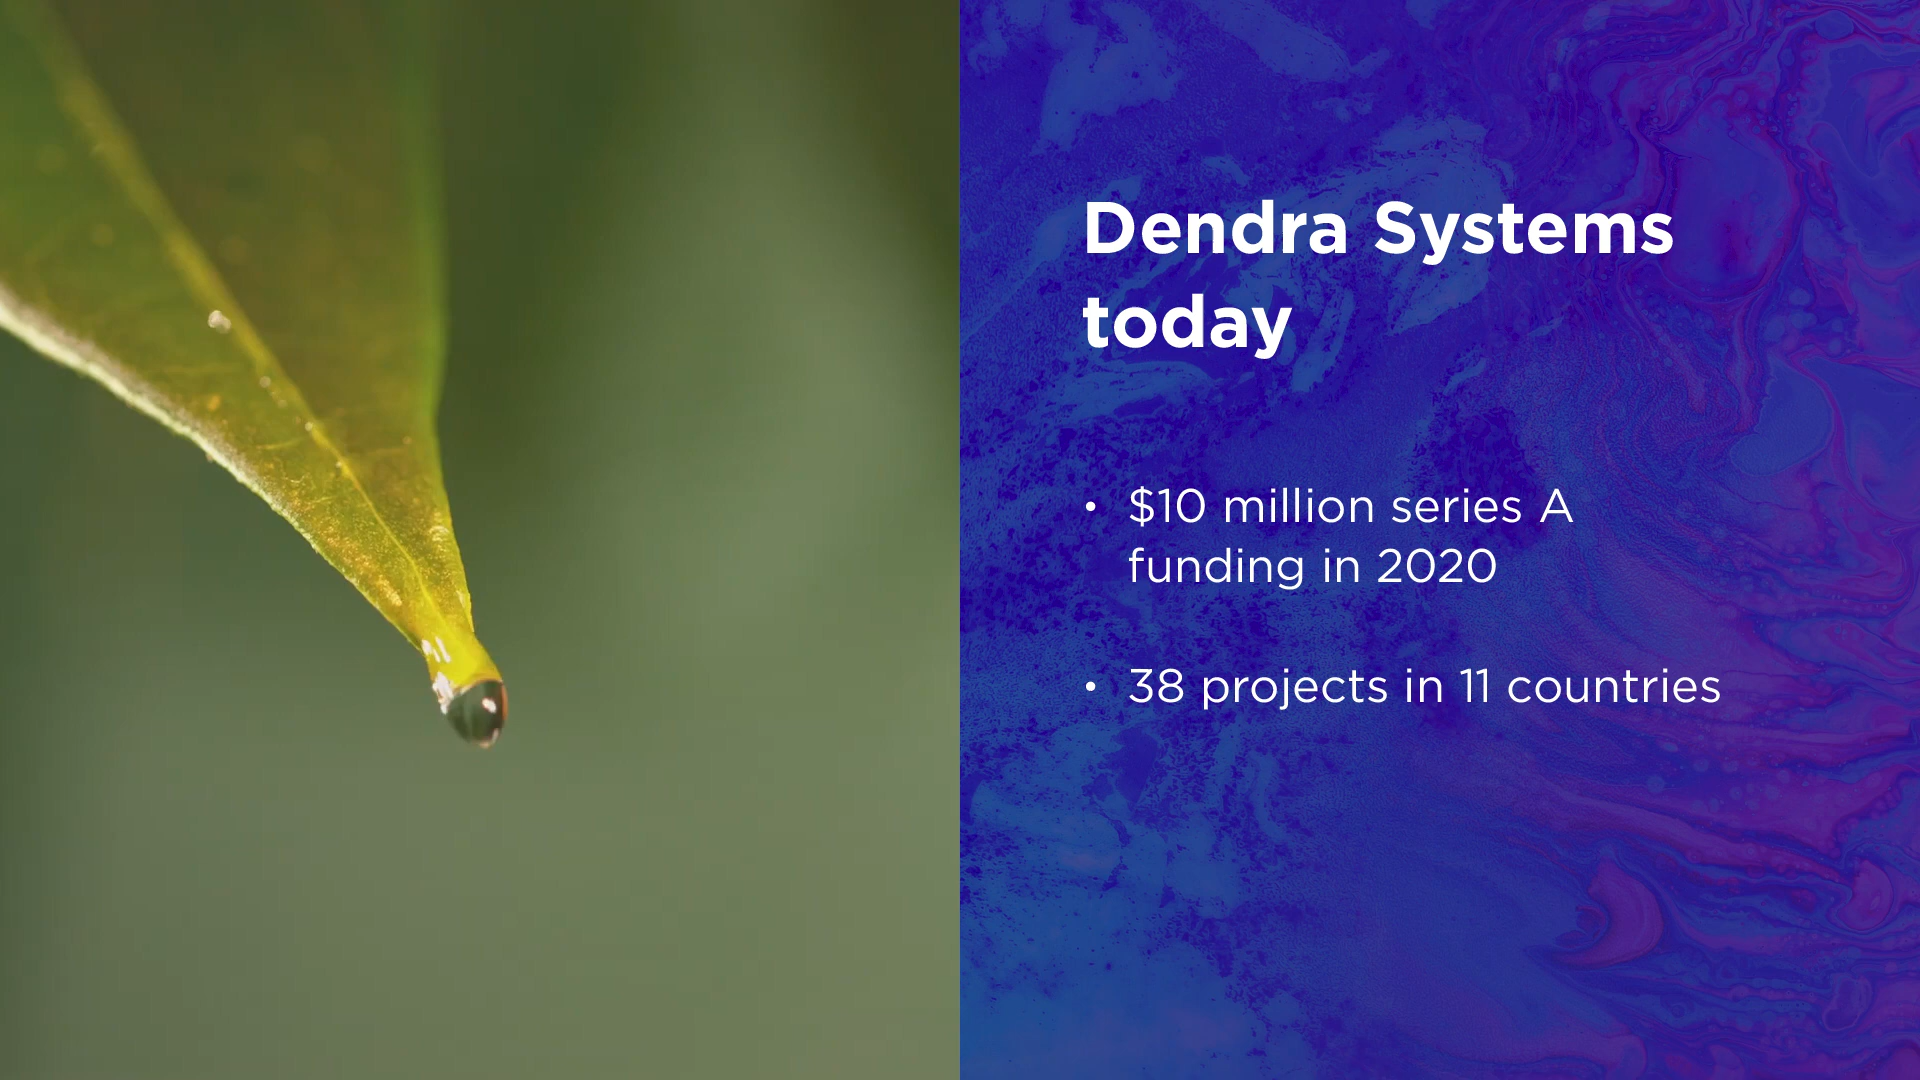 Dendra Systems
today
• $10 million series A
funding in 2020
• 38 projects in 11 countries